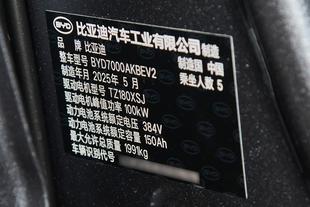 BYD 比亚迪汽车工业有限公司 制造
品牌 比亚迪 制造国 中国
整车型号 BYD7000AKBEV2
制造年月 2025年5月 乘坐人数 5
驱动电机型号 TZ180XSJ
驱动电机峰值功率 100kW
动力电池系统额定电压 384V
动力电池系统额定容量 150Ah
最大允许总质量 1991kg
车辆识别代号